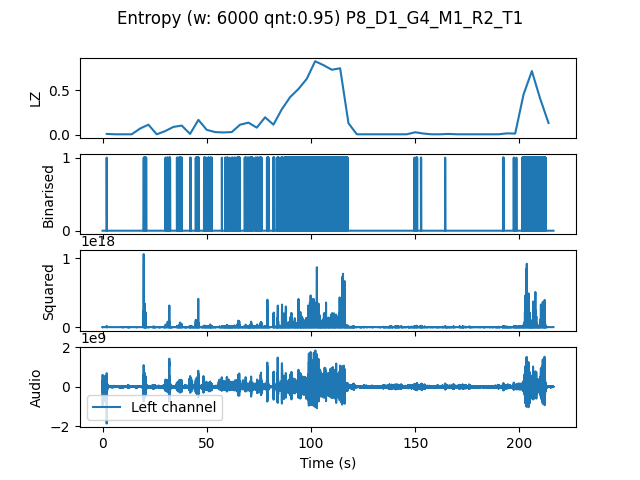 Entropy (w: 6000 qnt:0.95) P8_D1_G4_M1_R2_T1
LZ
0.5
0.0
Binarised
1
0
1e18
Squared
1
0
1e9
Audio
2
0
−2
Left channel
0
50
100
150
200
Time (s)